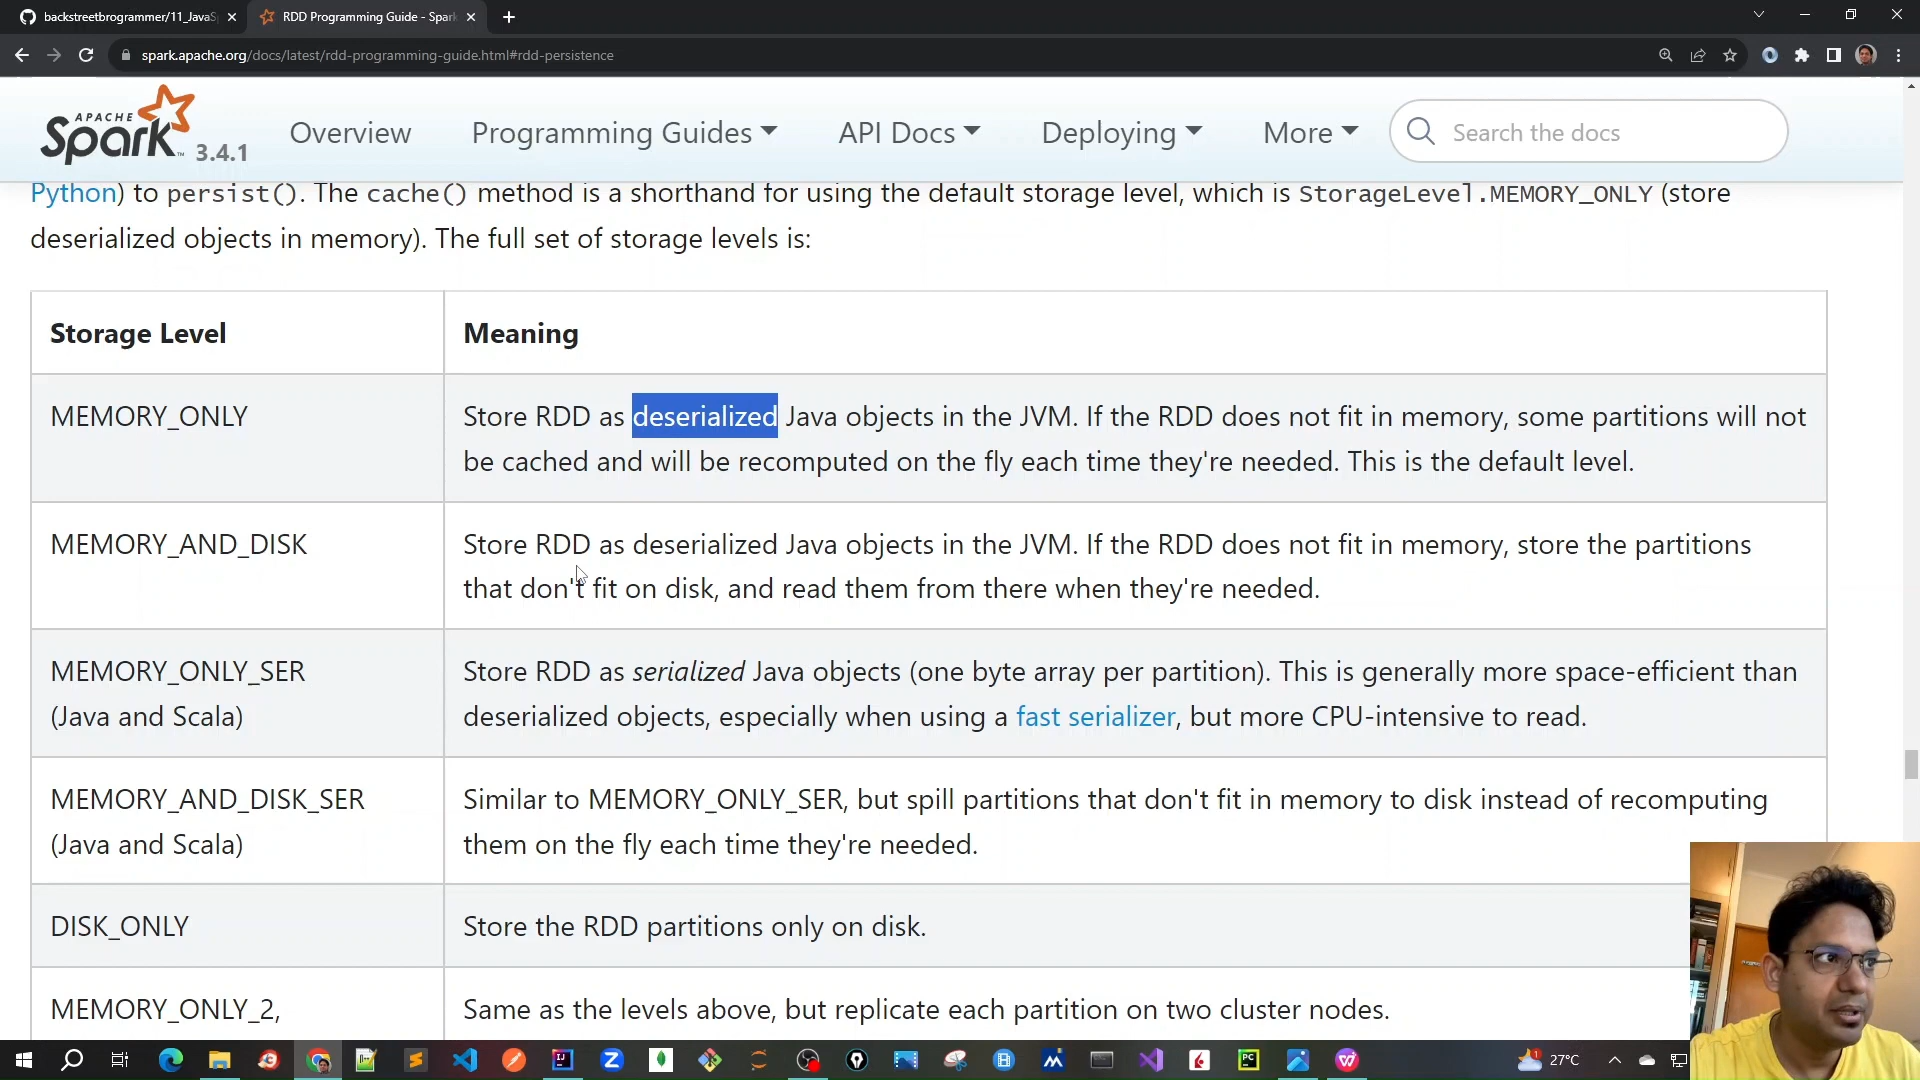 backstreetbrogrammer/11_JavaS
RDD Programming Guide - Spark
spark.apache.org/docs/latest/rdd-programming-guide.html#rdd-persistence
APACHE
Spark™ 3.4.1
Overview
Programming Guides
API Docs
Deploying
More
Search the docs
Python) to persist(). The cache() method is a shorthand for using the default storage level, which is StorageLevel.MEMORY_ONLY (store
deserialized objects in memory). The full set of storage levels is:
Storage Level
Meaning
MEMORY_ONLY
Store RDD as deserialized Java objects in the JVM. If the RDD does not fit in memory, some partitions will not
be cached and will be recomputed on the fly each time they're needed. This is the default level.
MEMORY_AND_DISK
Store RDD as deserialized Java objects in the JVM. If the RDD does not fit in memory, store the partitions
that don't fit on disk, and read them from there when they're needed.
MEMORY_ONLY_SER
(Java and Scala)
Store RDD as serialized Java objects (one byte array per partition). This is generally more space-efficient than
deserialized objects, especially when using a fast serializer, but more CPU-intensive to read.
MEMORY_AND_DISK_SER
(Java and Scala)
Similar to MEMORY_ONLY_SER, but spill partitions that don't fit in memory to disk instead of recomputing
them on the fly each time they're needed.
DISK_ONLY
Store the RDD partitions only on disk.
MEMORY_ONLY_2,
Same as the levels above, but replicate each partition on two cluster nodes.
27°C